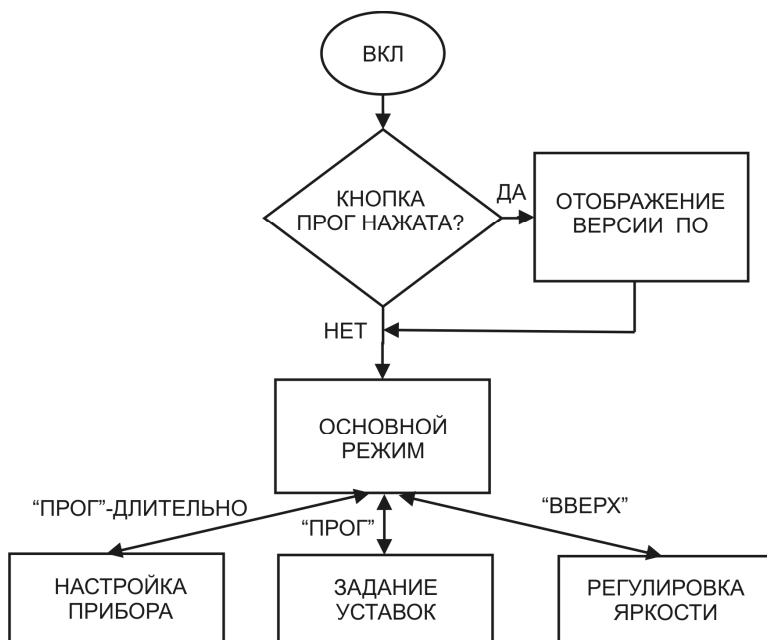 ВКЛ
КНОПКА
ПРОГ НАЖАТА?
ДА
ОТОБРАЖЕНИЕ
ВЕРСИИ ПО
НЕТ
ОСНОВНОЙ
РЕЖИМ
“ПРОГ”-ДЛИТЕЛЬНО
“ПРОГ”
“ВВЕРХ”
НАСТРОЙКА
ПРИБОРА
ЗАДАНИЕ
УСТАВОК
РЕГУЛИРОВКА
ЯРКОСТИ